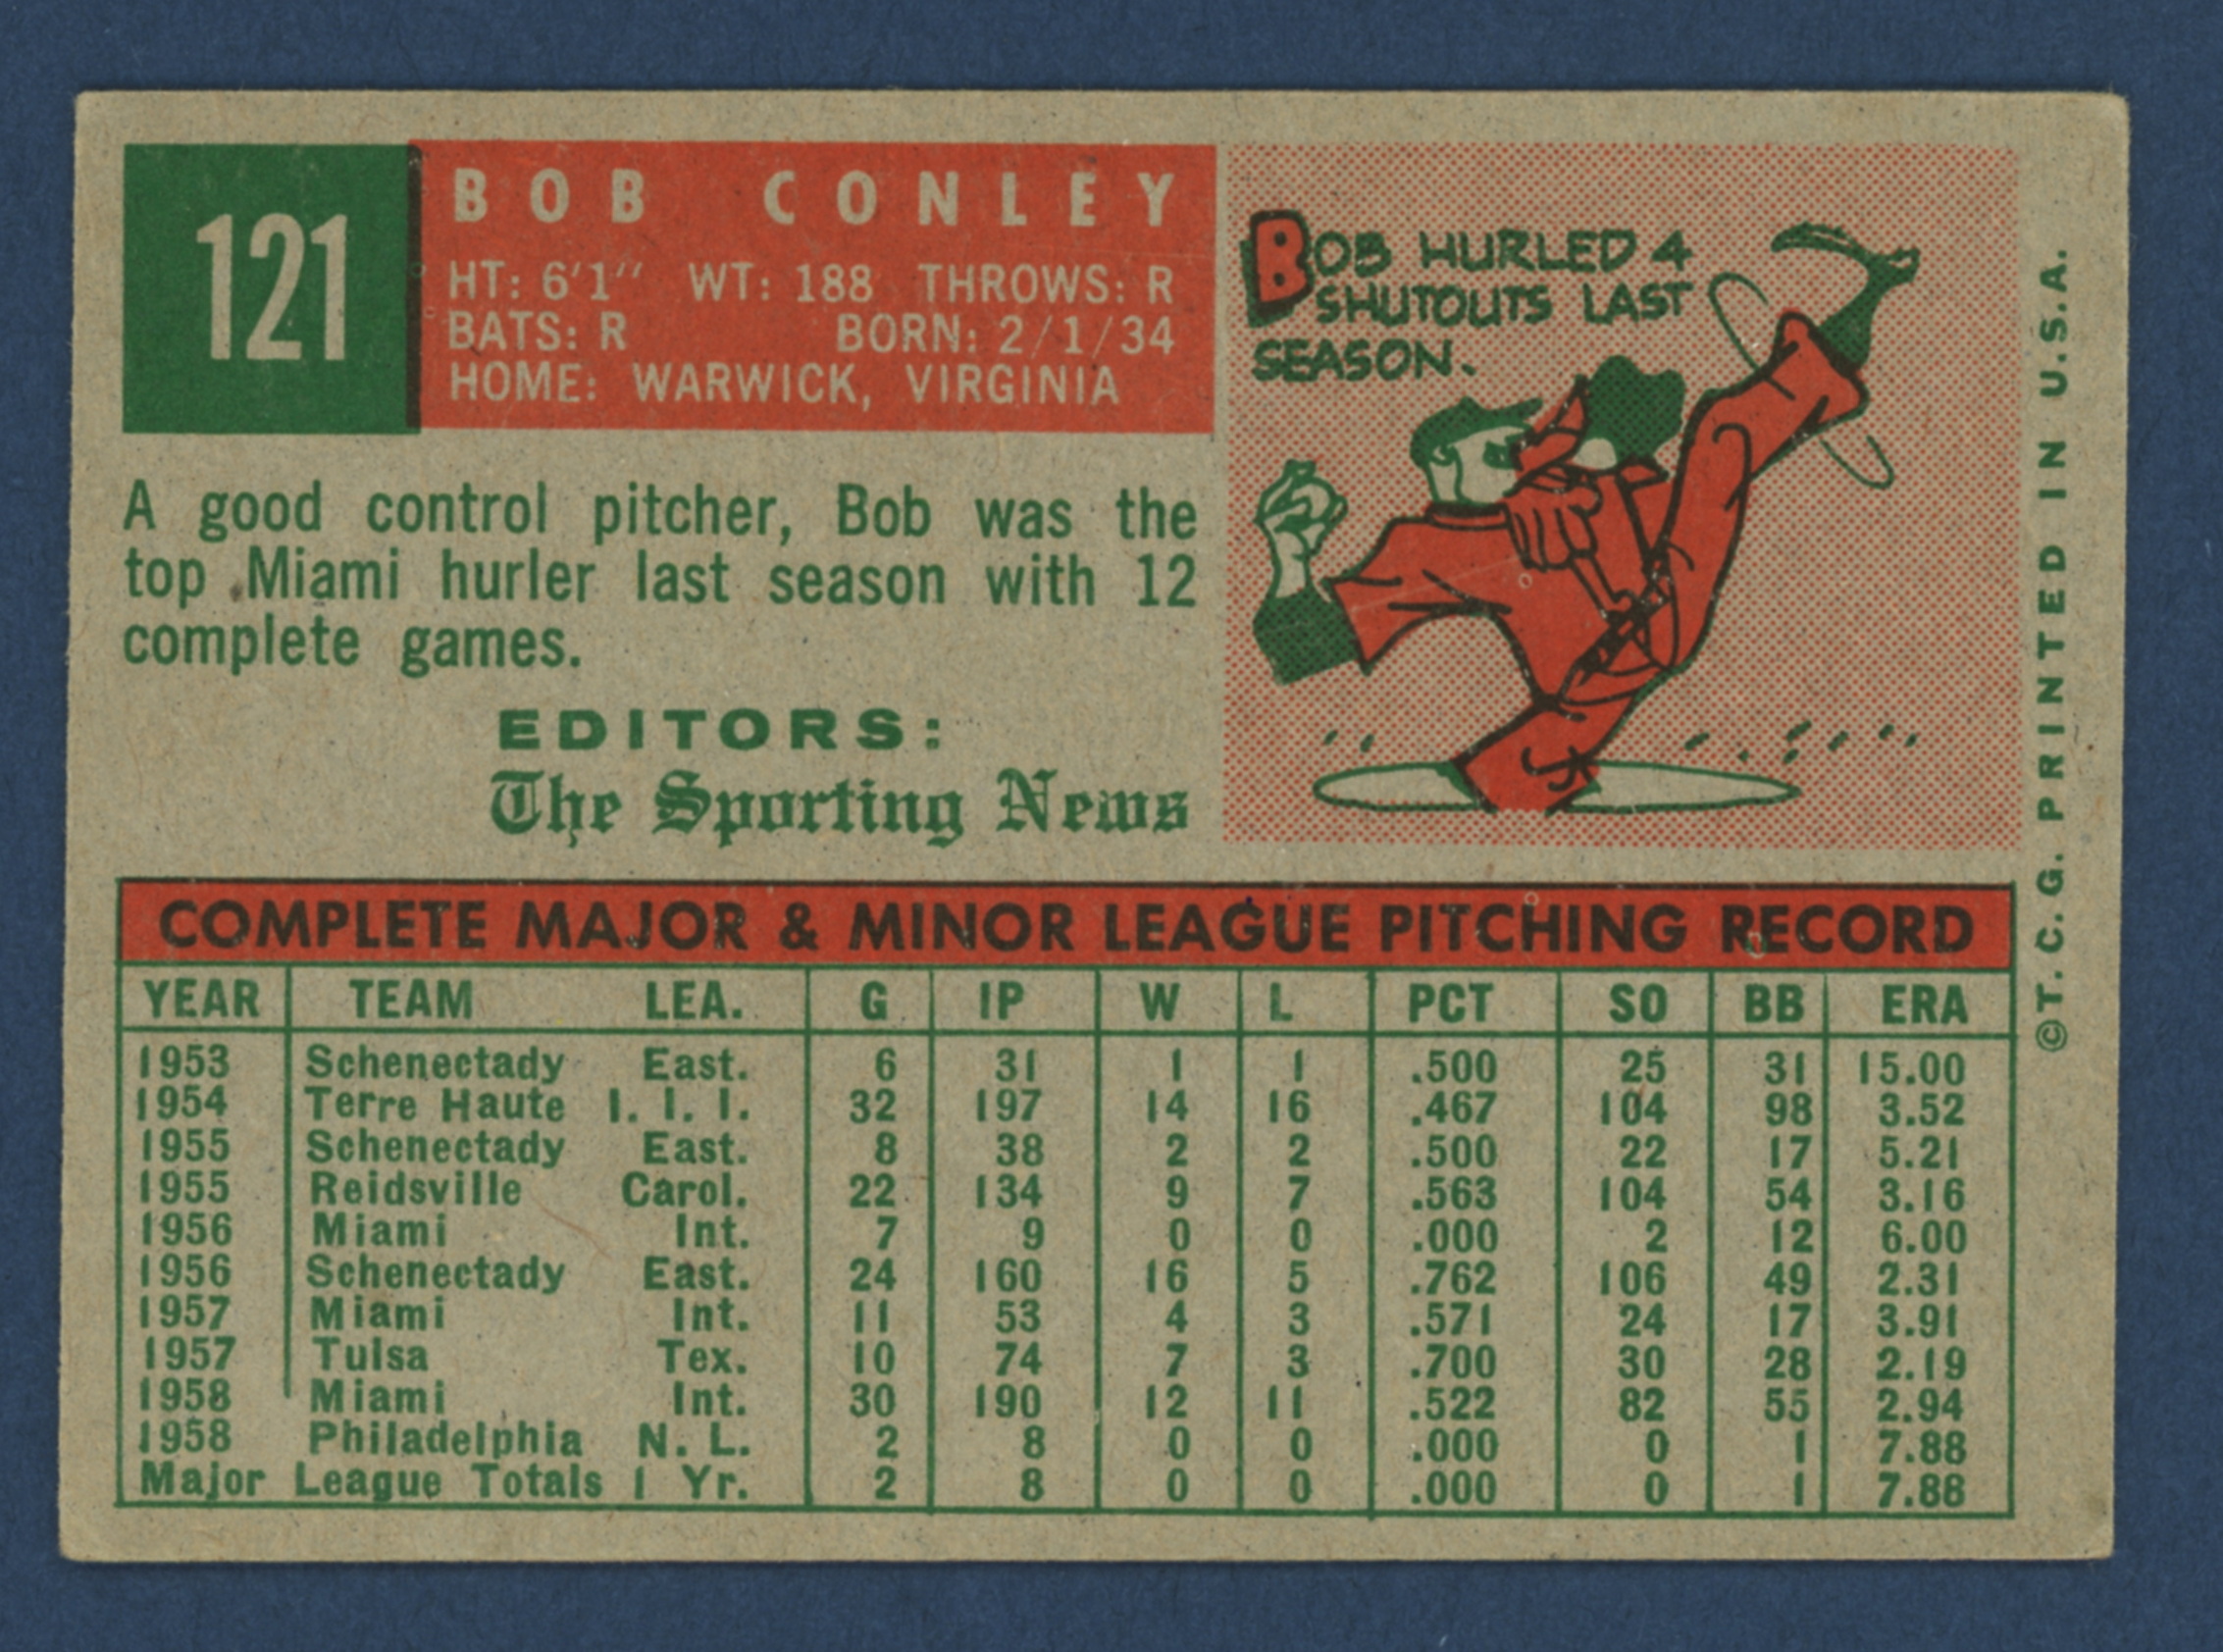 121
BOB CONLEY
HT: 6'1" WT: 188 THROWS: R
BATS: R BORN: 2/1/34
HOME: WARWICK, VIRGINIA
BOB HURLED 4
SHUTOUTS LAST
SEASON.
A good control pitcher, Bob was the
top Miami hurler last season with 12
complete games.
EDITORS:
The Sporting News
©T.C.G. PRINTED IN U.S.A.
COMPLETE MAJOR & MINOR LEAGUE PITCHING RECORD
YEAR TEAM LEA. G IP W L PCT SO BB ERA
1953 Schenectady East. 6 31 1 1 .500 25 31 15.00
1954 Terre Haute I. I. I. 32 197 14 16 .467 104 98 3.52
1955 Schenectady East. 8 38 2 2 .500 22 17 5.21
1955 Reidsville Carol. 22 134 9 7 .563 104 54 3.16
1956 Miami Int. 7 9 0 0 .000 2 12 6.00
1956 Schenectady East. 24 160 16 5 .762 106 49 2.31
1957 Miami Int. 11 53 4 3 .571 24 17 3.91
1957 Tulsa Tex. 10 74 7 3 .700 30 28 2.19
1958 Miami Int. 30 190 12 11 .522 82 55 2.94
1958 Philadelphia N. L. 2 8 0 0 .000 0 1 7.88
Major League Totals 1 Yr. 2 8 0 0 .000 0 1 7.88